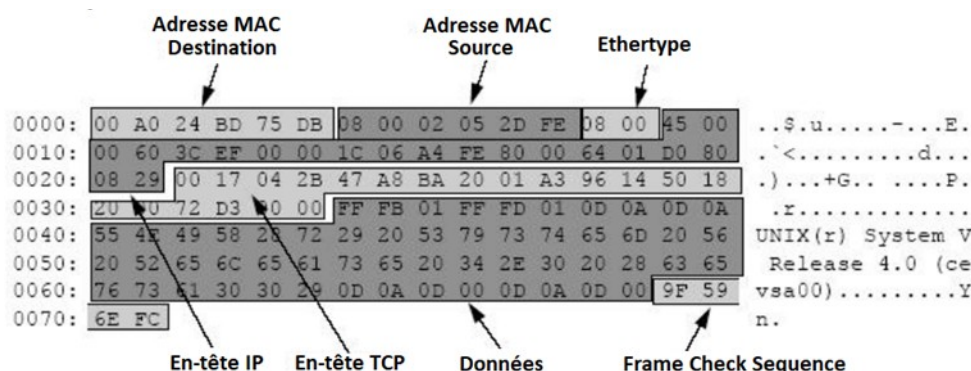 Adresse MAC
Destination
Adresse MAC
Source
Ethertype
0000: 00 A0 24 BD 75 DB 08 00 02 05 2D FE 08 00 45 00 ..$.u.....-...E.
0010: 00 60 3C EF 00 00 1C 06 A4 FE 80 00 64 01 D0 80 .`<.........d...
0020: 08 29 00 17 04 2B 47 A8 BA 20 01 A3 96 14 50 18 .)...+G.. ....P.
0030: 20 00 72 D3 00 00 FF FB 01 FF FD 01 0D 0A 0D 0A .r.............
0040: 55 4E 49 58 28 72 29 20 53 79 73 74 65 6D 20 56 UNIX(r) System V
0050: 20 52 65 6C 65 61 73 65 20 34 2E 30 20 28 63 65 Release 4.0 (ce
0060: 76 73 61 30 30 29 0D 0A 0D 00 0D 0A 0D 00 9F 59 vsa00).........Y
0070: 6E FC n.
En-tête IP En-tête TCP Données Frame Check Sequence